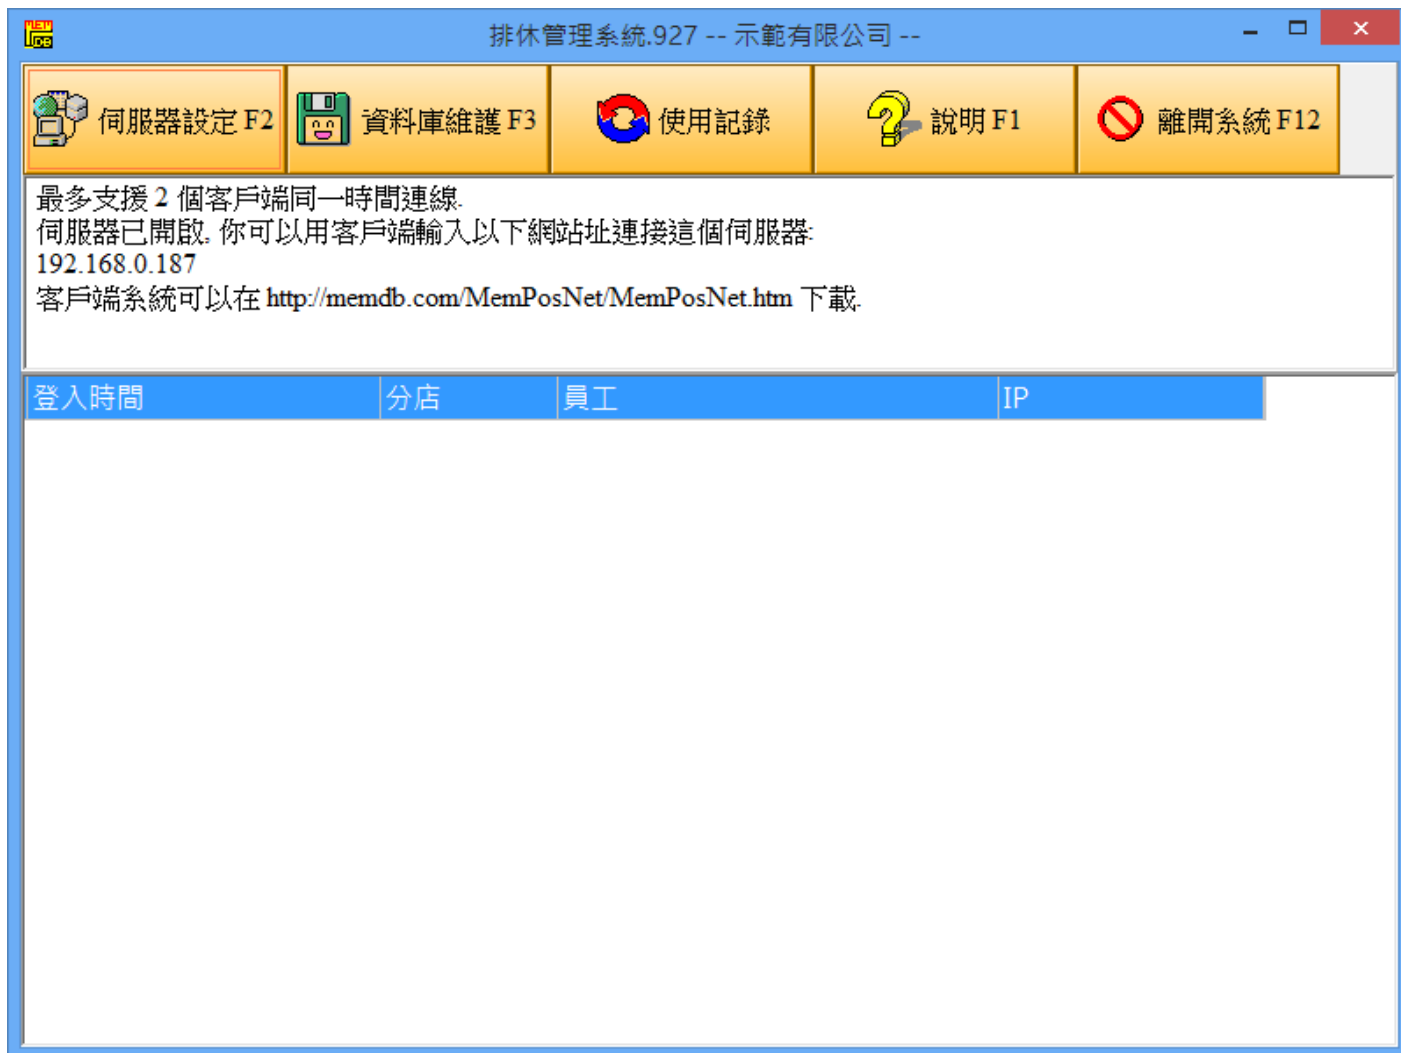 MEM
DB
排休管理系統.927 -- 示範有限公司 --
伺服器設定 F2
資料庫維護 F3
使用記錄
說明 F1
離開系統 F12
最多支援 2 個客戶端同一時間連線.
伺服器已開啟, 你可以用客戶端輸入以下網站址連接這個伺服器:
192.168.0.187
客戶端系統可以在 http://memdb.com/MemPosNet/MemPosNet.htm 下載.
登入時間 分店 員工 IP